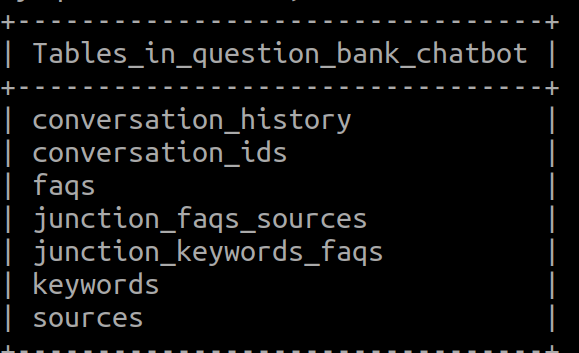 +---------------------------------+
| Tables_in_question_bank_chatbot |
+---------------------------------+
| conversation_history            |
| conversation_ids                |
| faqs                            |
| junction_faqs_sources           |
| junction_keywords_faqs          |
| keywords                        |
| sources                         |
+---------------------------------+